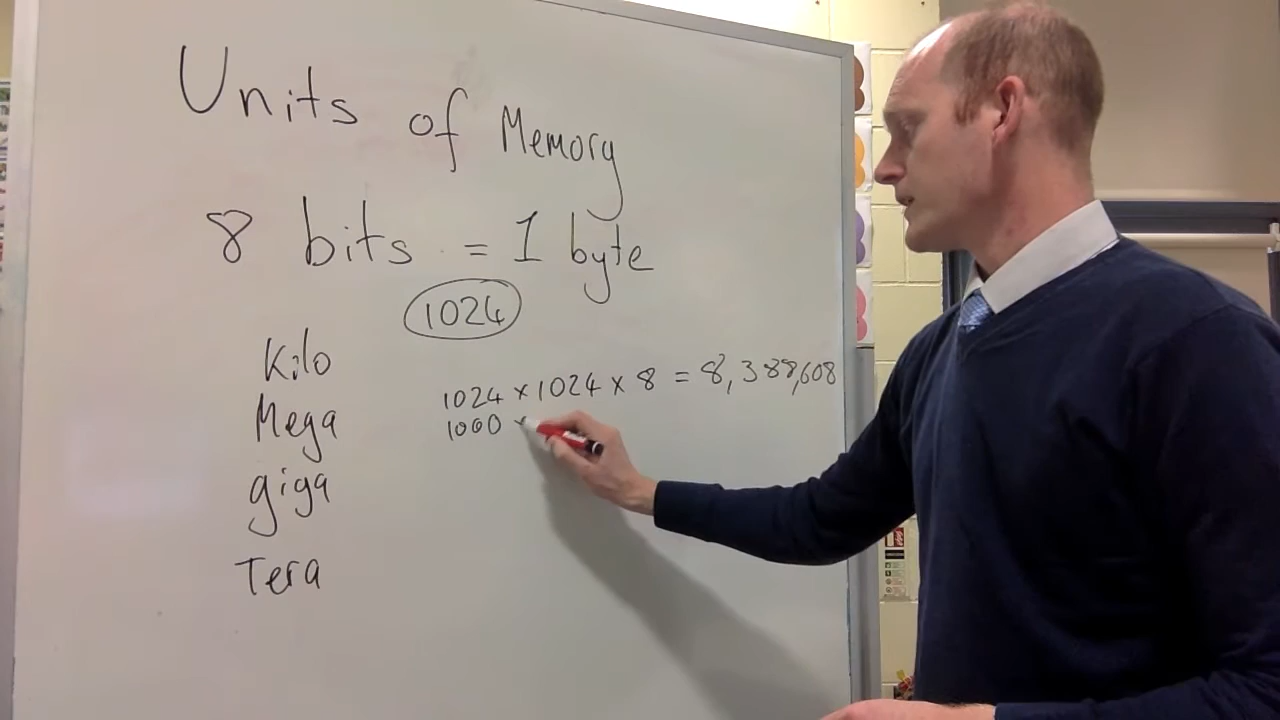 Units of Memory
8 bits = 1 byte
1024
Kilo
1024 × 1024 × 8 = 8,388,608
Mega
1000 ×
giga
Tera